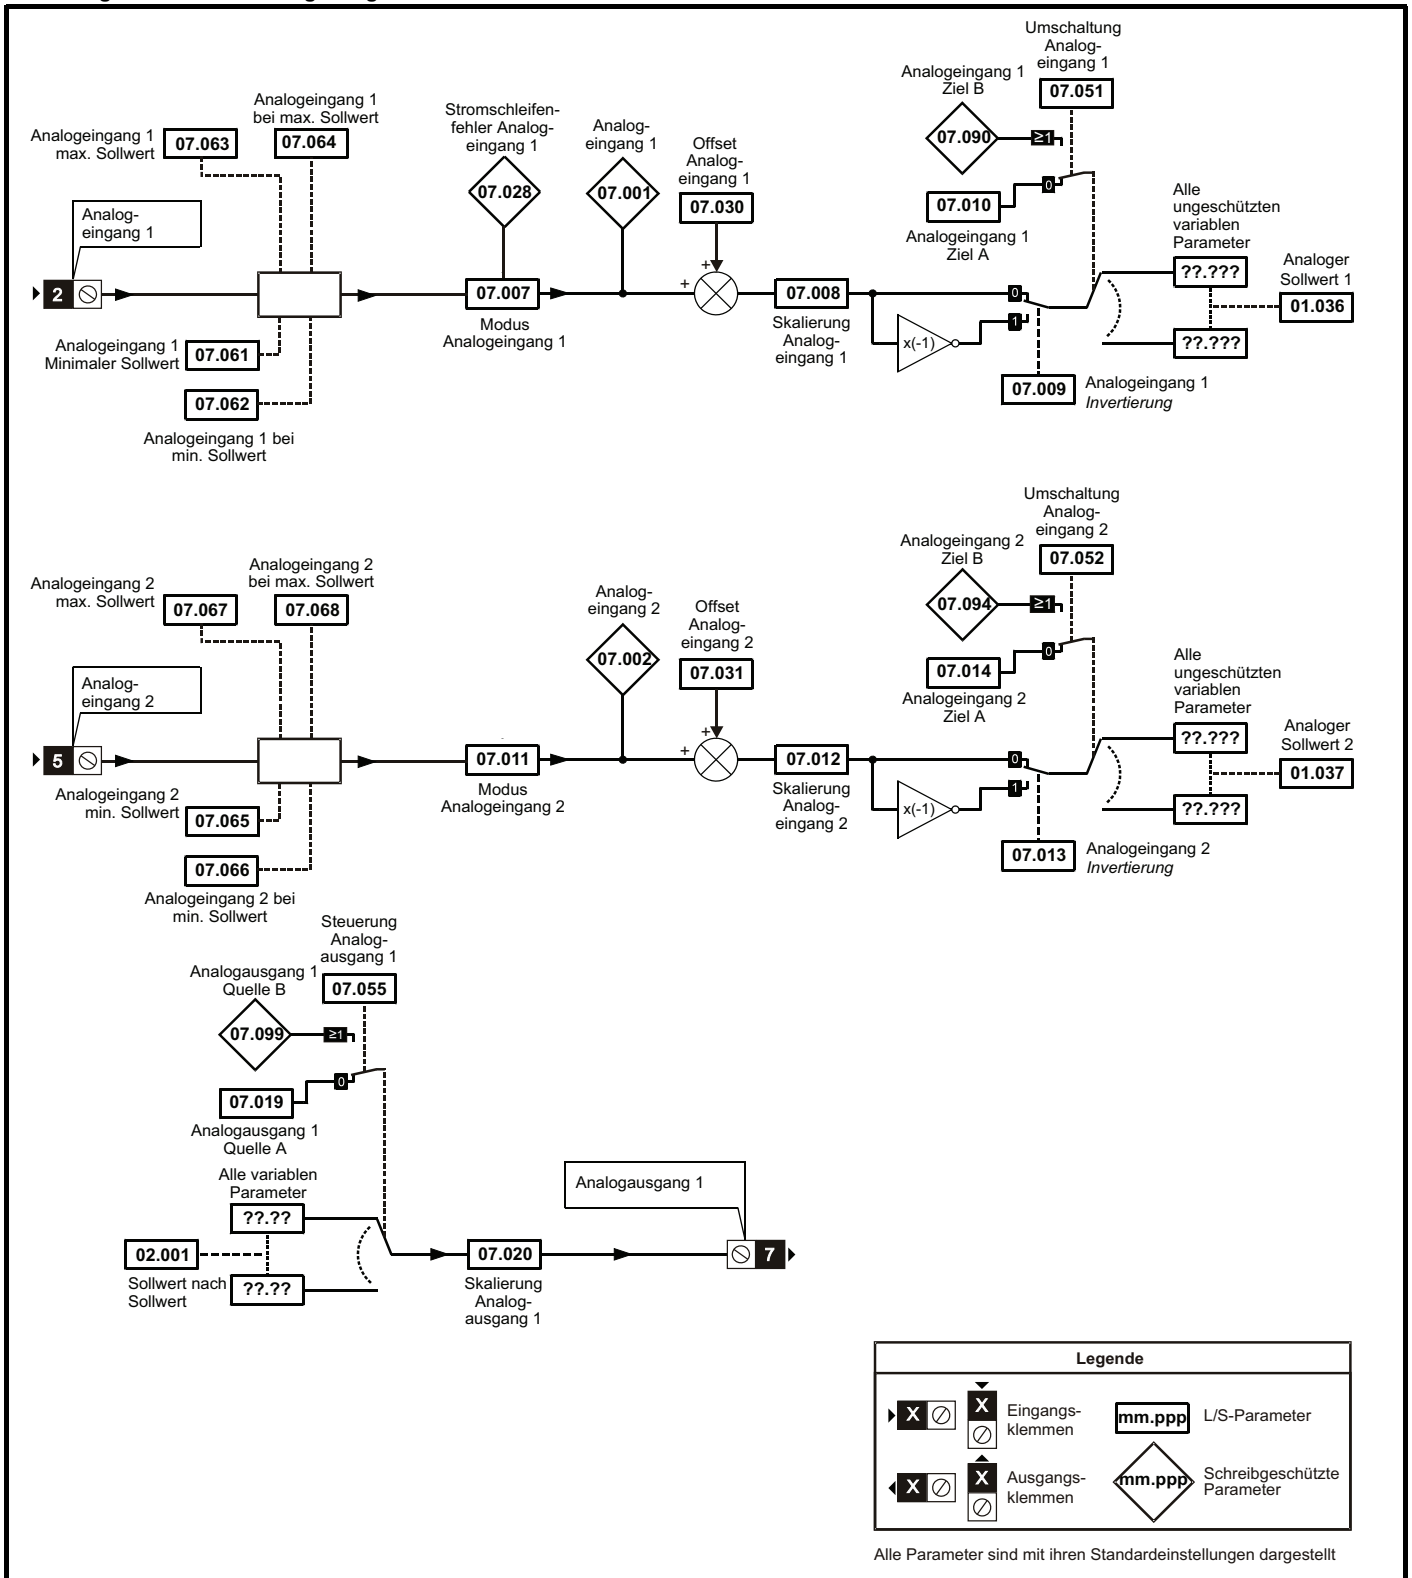 Umschaltung
Analog-
eingang 1
07.051
Analogeingang 1
Ziel B
07.090
≥1
Analogeingang 1
bei max. Sollwert
07.064
Analogeingang 1
max. Sollwert
07.063
Stromschleifen-
fehler Analog-
eingang 1
07.028
Analog-
eingang 1
07.001
Offset
Analog-
eingang 1
07.030
0
07.010
Analogeingang 1
Ziel A
Alle
ungeschützten
variablen
Parameter
??.???
Analoger
Sollwert 1
01.036
??.???
Analog-
eingang 1
2
07.007
Modus
Analogeingang 1
+
+
07.008
Skalierung
Analog-
eingang 1
0
1
x(-1)
07.009
Analogeingang 1
Invertierung
Analogeingang 1
Minimaler Sollwert
07.061
07.062
Analogeingang 1 bei
min. Sollwert
Umschaltung
Analog-
eingang 2
07.052
Analogeingang 2
Ziel B
07.094
≥1
Analogeingang 2
bei max. Sollwert
07.068
Analogeingang 2
max. Sollwert
07.067
Analog-
eingang 2
07.002
Offset
Analog-
eingang 2
07.031
0
07.014
Analogeingang 2
Ziel A
Alle
ungeschützten
variablen
Parameter
??.???
Analoger
Sollwert 2
01.037
??.???
Analog-
eingang 2
5
07.011
Modus
Analogeingang 2
+
+
07.012
Skalierung
Analog-
eingang 2
0
1
x(-1)
07.013
Analogeingang 2
Invertierung
Analogeingang 2
min. Sollwert
07.065
07.066
Analogeingang 2 bei
min. Sollwert
Steuerung
Analog-
ausgang 1
07.055
Analogausgang 1
Quelle B
07.099
≥1
0
07.019
Analogausgang 1
Quelle A
Alle variablen
Parameter
??.??
02.001
Sollwert nach
Sollwert
??.??
07.020
Skalierung
Analog-
ausgang 1
Analogausgang 1
7
Legende
X
X
Eingangs-
klemmen
mm.ppp
L/S-Parameter
X
X
Ausgangs-
klemmen
mm.ppp
Schreibgeschützte
Parameter
Alle Parameter sind mit ihren Standardeinstellungen dargestellt